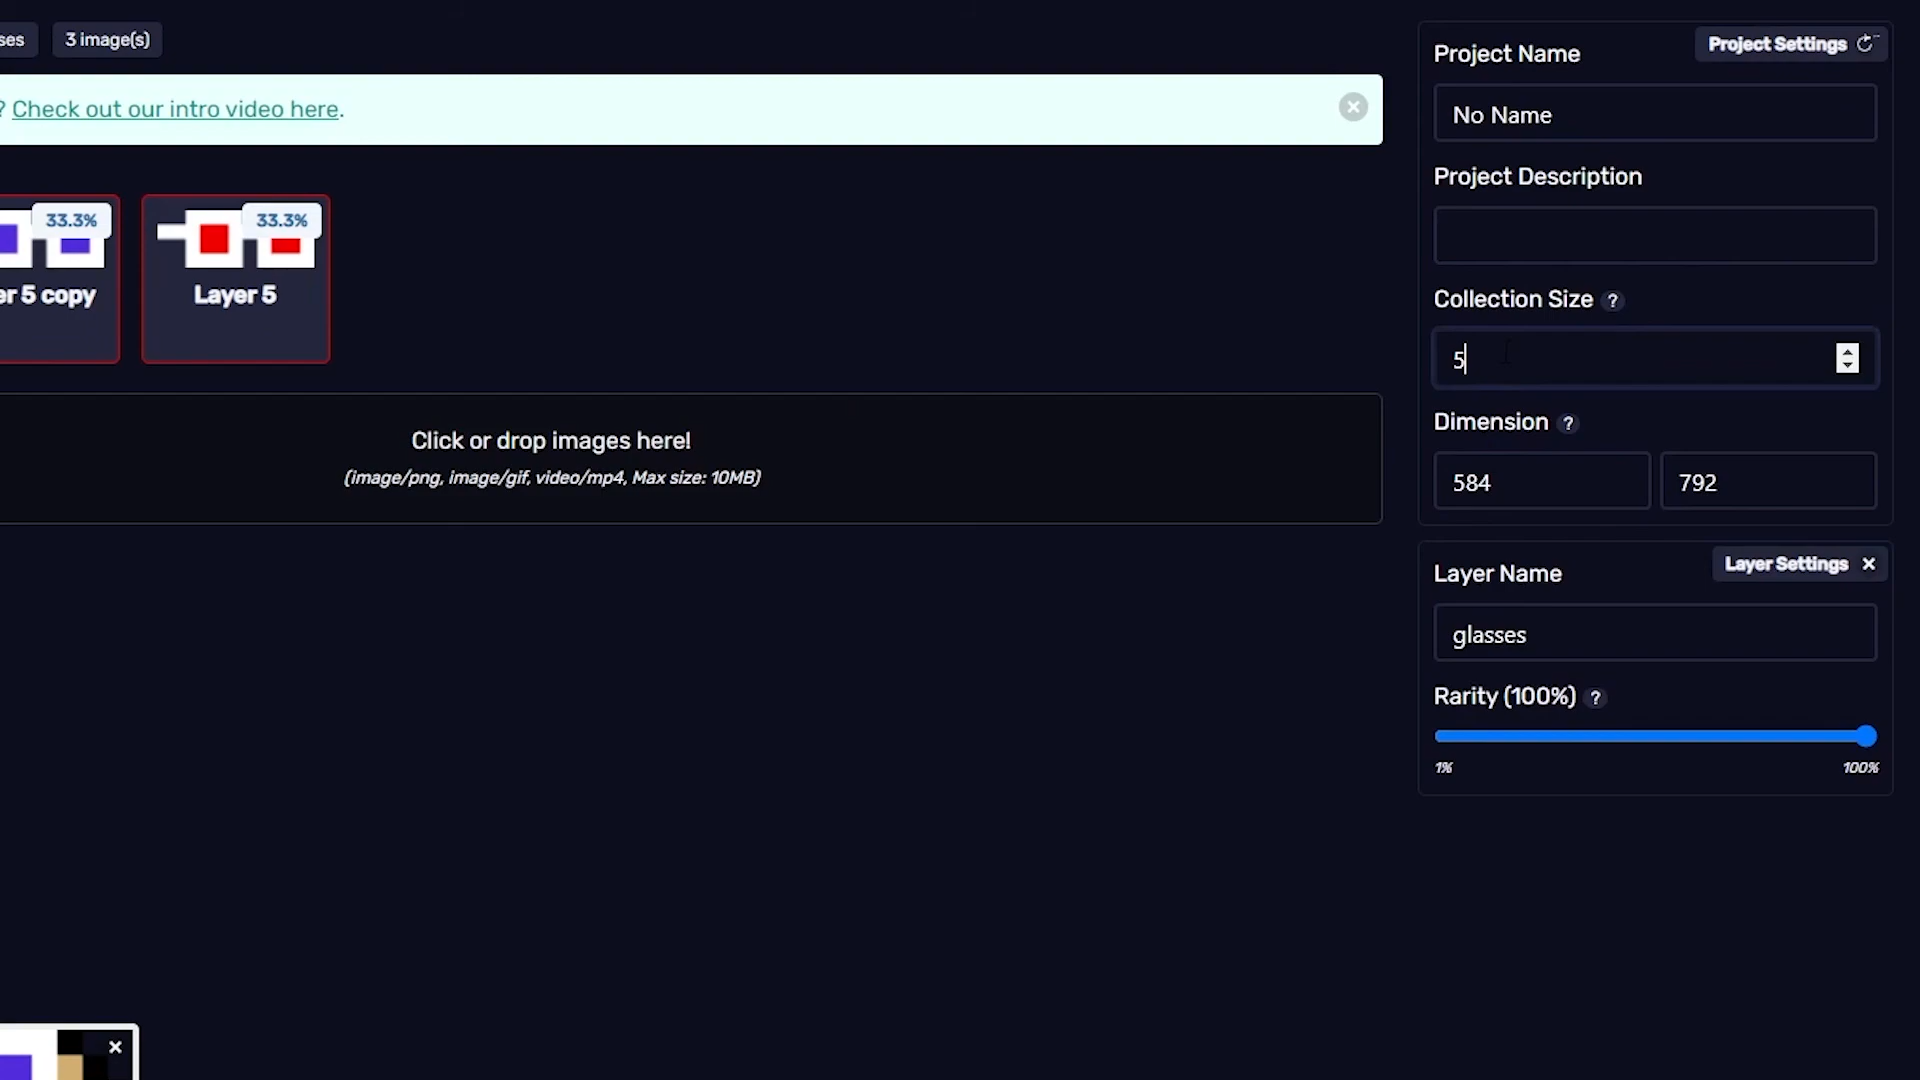 ses
3 image(s)
? Check out our intro video here.
33.3%
er 5 copy
33.3%
Layer 5
Click or drop images here!
(image/png, image/gif, video/mp4, Max size: 10MB)
Project Settings
Project Name
No Name
Project Description
Collection Size ?
5
Dimension ?
584
792
Layer Settings
Layer Name
glasses
Rarity (100%) ?
1%
100%